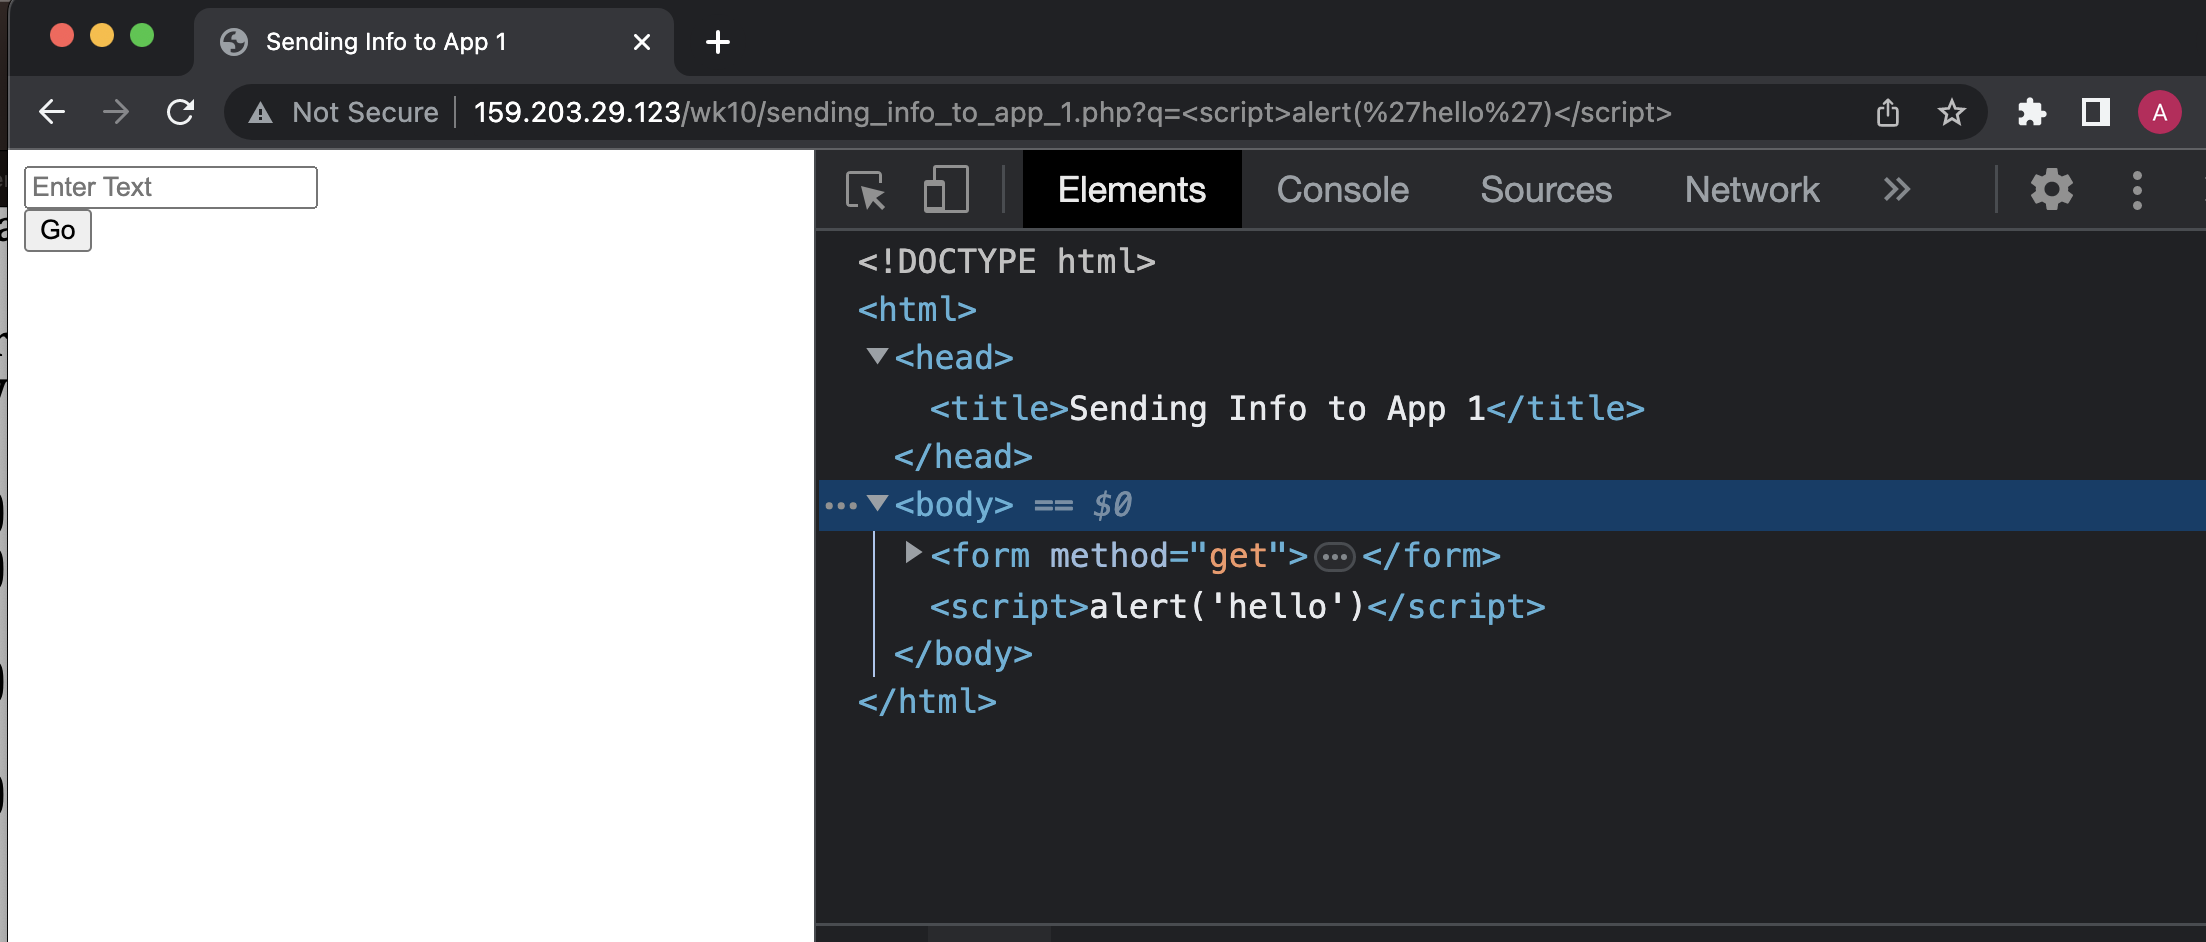 Sending Info to App 1
Not Secure 159.203.29.123/wk10/sending_info_to_app_1.php?q=<script>alert(%27hello%27)</script>
A
Enter Text
Go
Elements Console Sources Network
<!DOCTYPE html>
<html>
<head>
<title>Sending Info to App 1</title>
</head>
<body> == $0
<form method="get">…</form>
<script>alert('hello')</script>
</body>
</html>